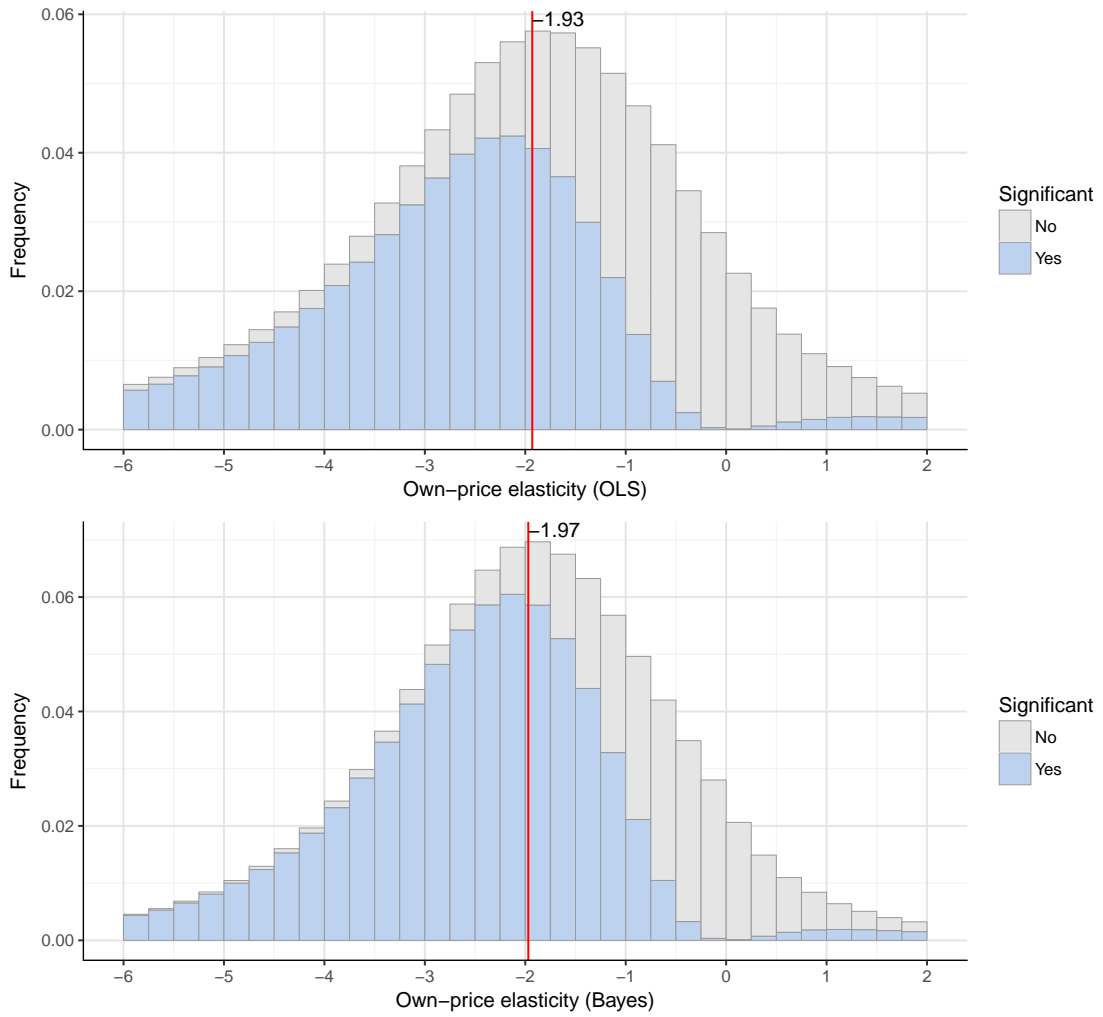 −1.93
0.06
0.04
0.02
0.00
Frequency
−6 −5 −4 −3 −2 −1 0 1 2
Own−price elasticity (OLS)
Significant
No
Yes
−1.97
0.06
0.04
0.02
0.00
Frequency
−6 −5 −4 −3 −2 −1 0 1 2
Own−price elasticity (Bayes)
Significant
No
Yes